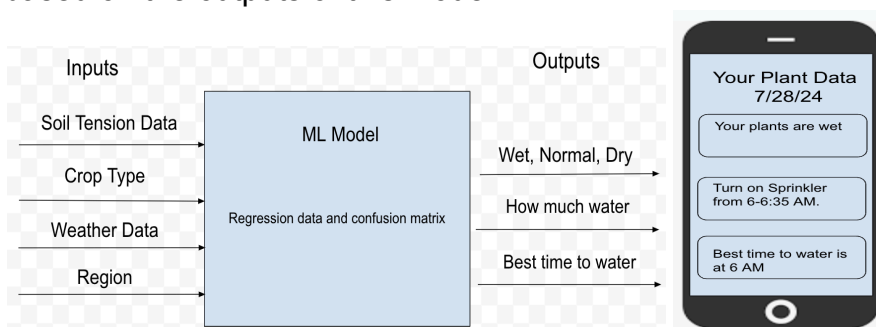 Inputs
Soil Tension Data
Crop Type
Weather Data
Region
ML Model
Regression data and confusion matrix
Outputs
Wet, Normal, Dry
How much water
Best time to water
Your Plant Data
7/28/24
Your plants are wet
Turn on Sprinkler
from 6-6:35 AM.
Best time to water is
at 6 AM